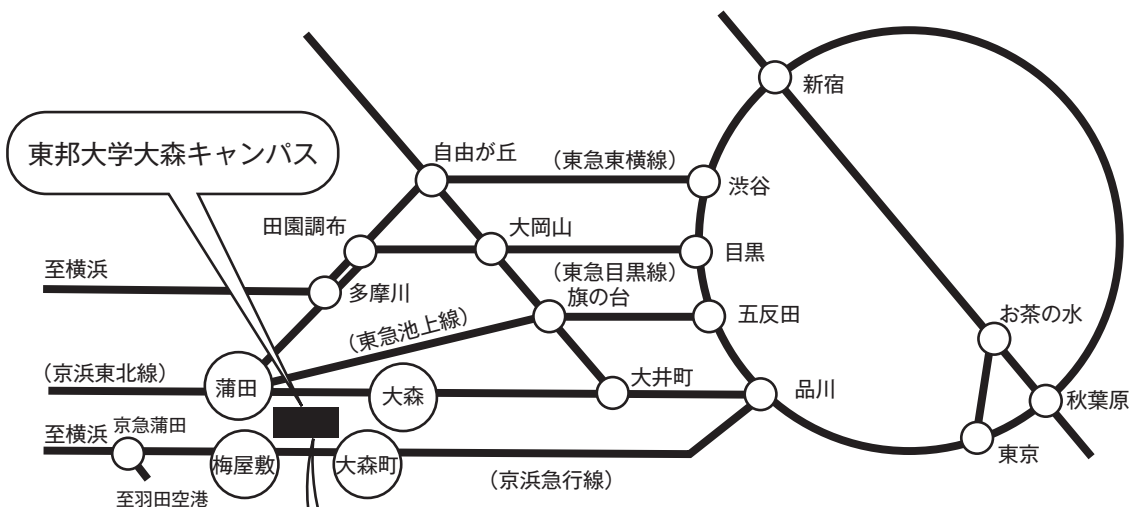 新宿
東邦大学大森キャンパス
自由が丘
（東急東横線）
渋谷
田園調布
大岡山
目黒
至横浜
（東急目黒線）
多摩川
旗の台
五反田
お茶の水
（東急池上線）
（京浜東北線）
蒲田
大森
大井町
品川
秋葉原
至横浜
京急蒲田
梅屋敷
大森町
東京
（京浜急行線）
至羽田空港